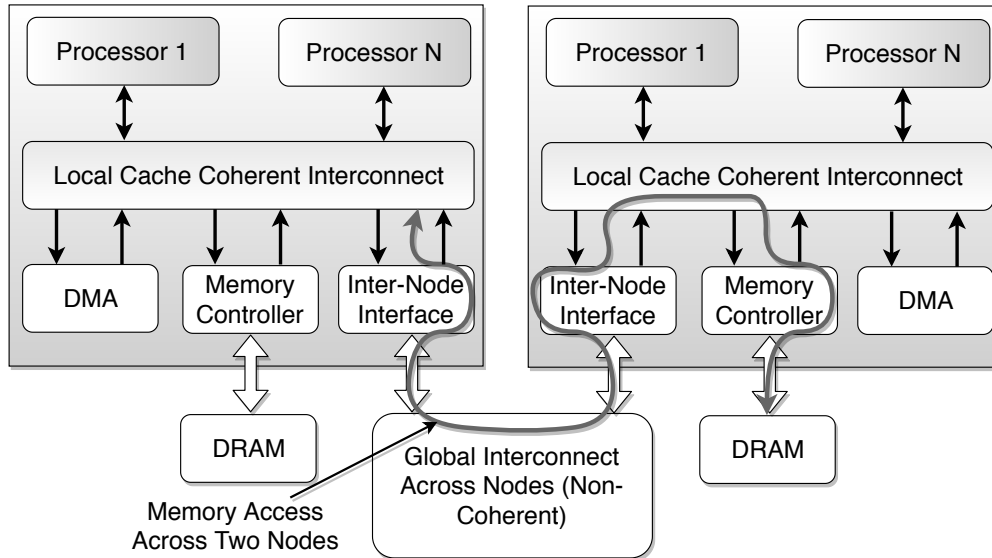 Processor 1
Processor N
Local Cache Coherent Interconnect
DMA
Memory
Controller
Inter-Node
Interface
DRAM
Processor 1
Processor N
Local Cache Coherent Interconnect
Inter-Node
Interface
Memory
Controller
DMA
DRAM
Global Interconnect
Across Nodes (Non-
Coherent)
Memory Access
Across Two Nodes